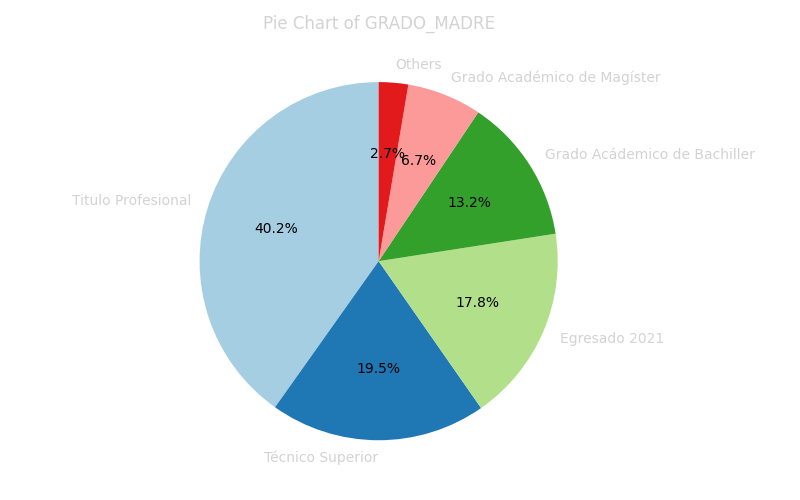 Pie Chart of GRADO_MADRE
Others
Grado Académico de Magíster
Grado Acádemico de Bachiller
Titulo Profesional
Egresado 2021
Técnico Superior
2.7%
6.7%
13.2%
40.2%
17.8%
19.5%